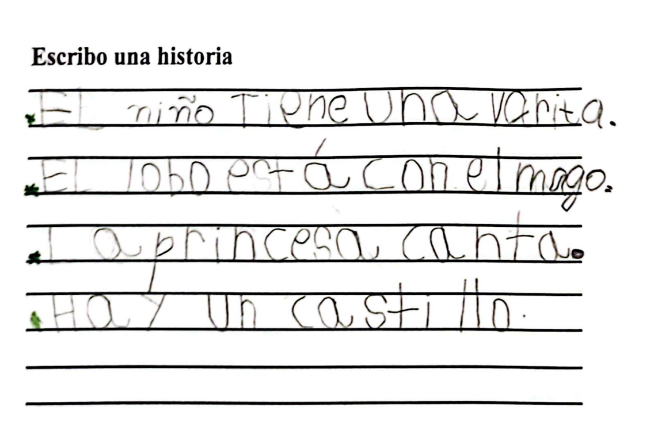 Escribo una historia
* El niño Tiene una varita.
* El lobo está con el mago.
* La princesa canta.
* Hay un castillo.